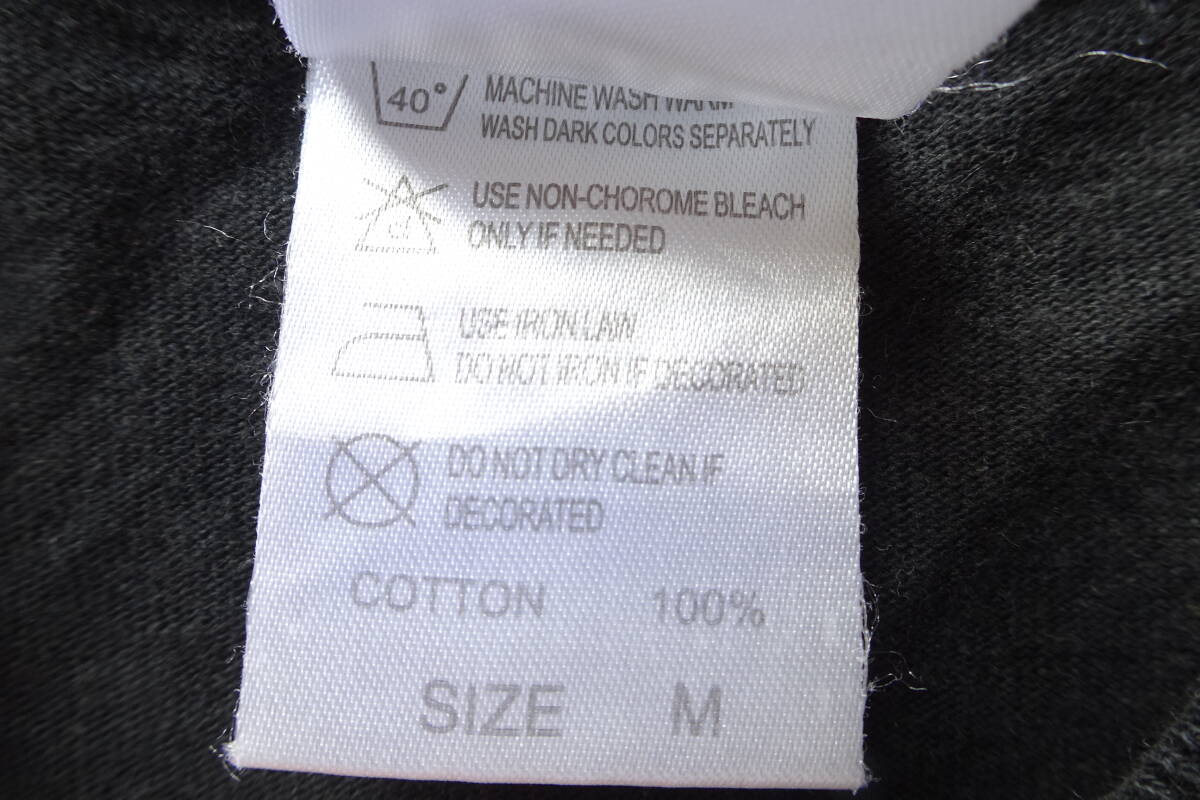 40° MACHINE WASH WARM
WASH DARK COLORS SEPARATELY
cl USE NON-CHOROME BLEACH
ONLY IF NEEDED
USE IRON LAW
DO NOT IRON IF DECORATED
DO NOT DRY CLEAN IF
DECORATED
COTTON 100%
SIZE M